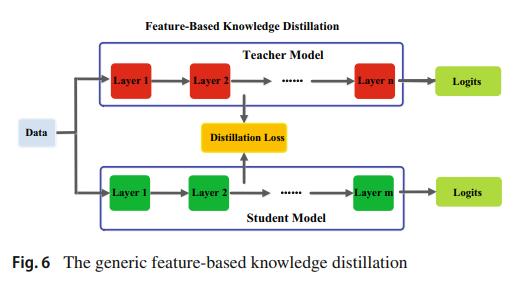 Feature-Based Knowledge Distillation
Teacher Model
Layer 1 Layer 2 ...... Layer n Logits
Data
Distillation Loss
Layer 1 Layer 2 ...... Layer m Logits
Student Model
Fig. 6 The generic feature-based knowledge distillation